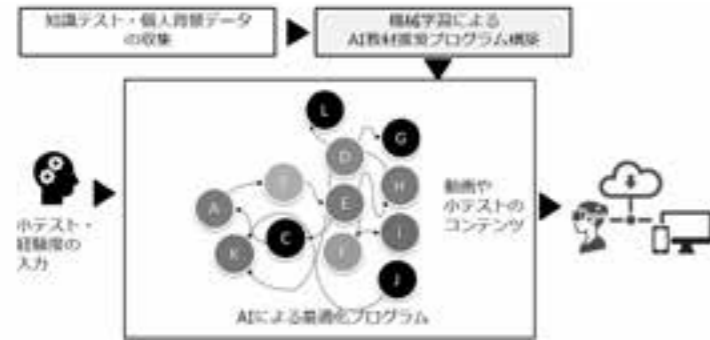 知識テスト・個人背景データ
の収集
機械学習による
AI教材推奨プログラム構築
L
G
D
H
A
E
C
I
K
F
J
動画や
小テストの
コンテンツ
小テスト・
経験度の
入力
AIによる最適化プログラム